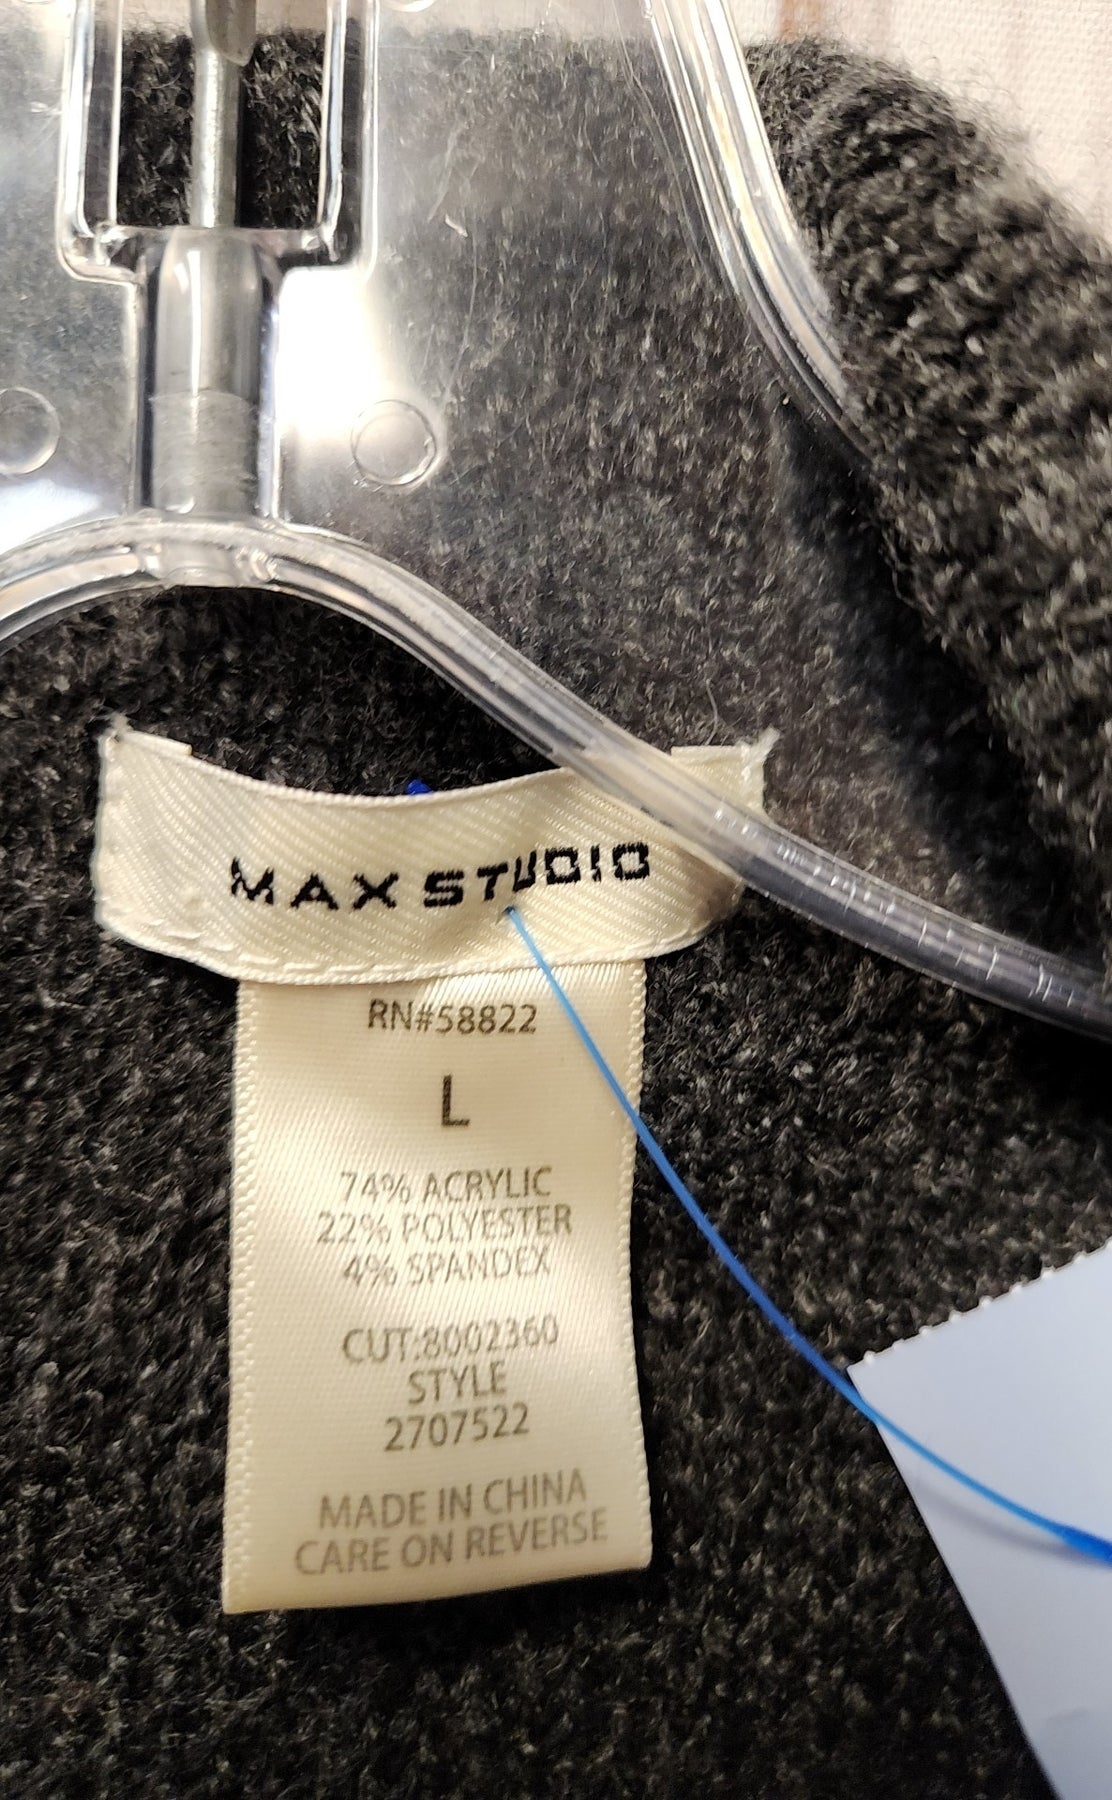 MAX STUDIO
RN#58822
L
74% ACRYLIC
22% POLYESTER
4% SPANDEX
CUT:8002360
STYLE
2707522
MADE IN CHINA
CARE ON REVERSE